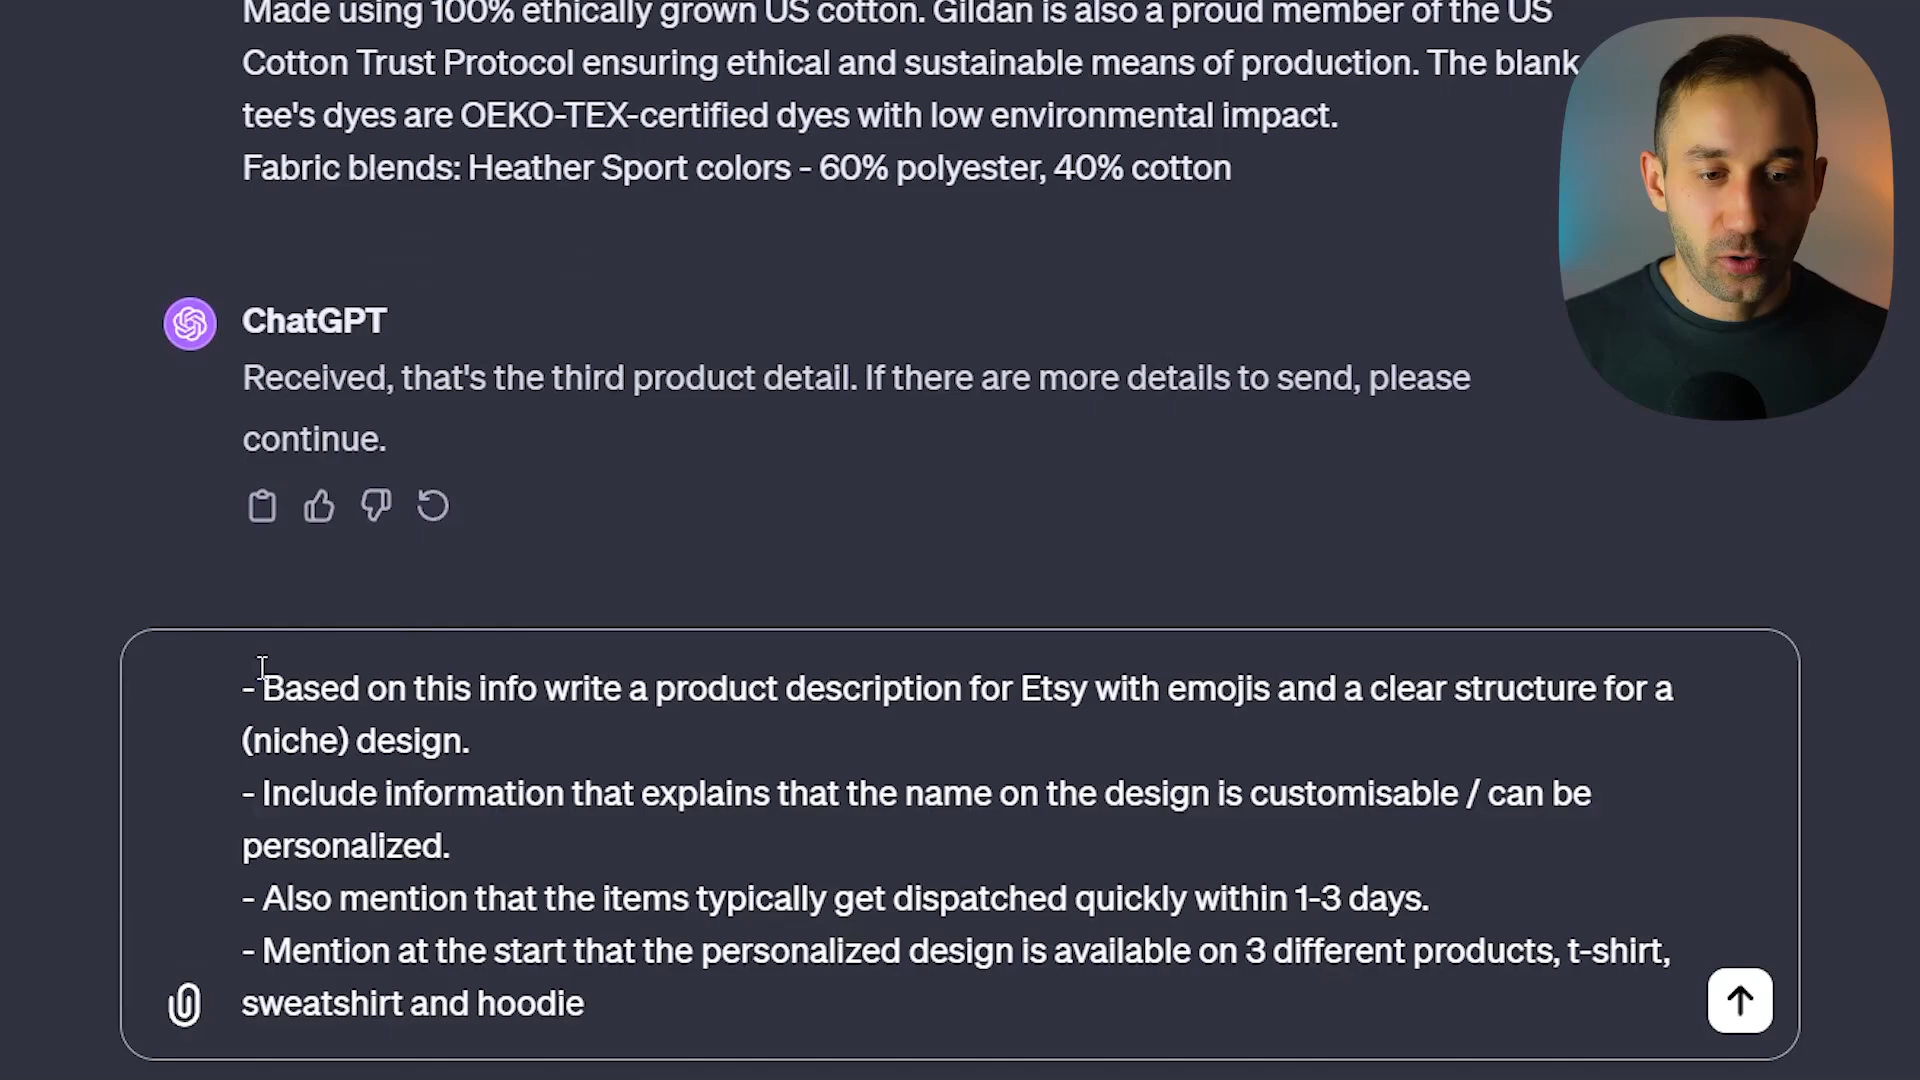 Made using 100% ethically grown US cotton. Gildan is also a proud member of the US
Cotton Trust Protocol ensuring ethical and sustainable means of production. The blank
tee's dyes are OEKO-TEX-certified dyes with low environmental impact.
Fabric blends: Heather Sport colors - 60% polyester, 40% cotton
ChatGPT
Received, that's the third product detail. If there are more details to send, please
continue.
- Based on this info write a product description for Etsy with emojis and a clear structure for a
(niche) design.
- Include information that explains that the name on the design is customisable / can be
personalized.
- Also mention that the items typically get dispatched quickly within 1-3 days.
- Mention at the start that the personalized design is available on 3 different products, t-shirt,
sweatshirt and hoodie